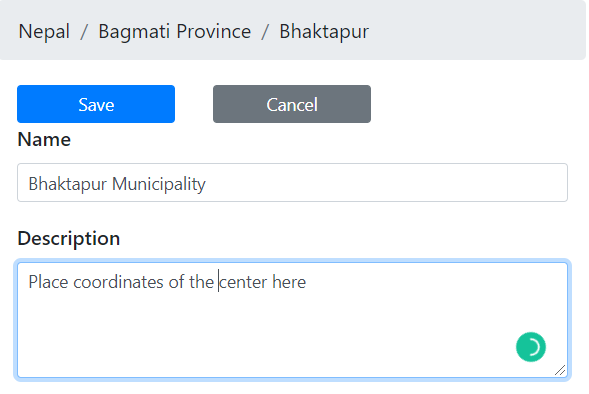 Nepal / Bagmati Province / Bhaktapur
Save Cancel
Name
Bhaktapur Municipality
Description
Place coordinates of the center here